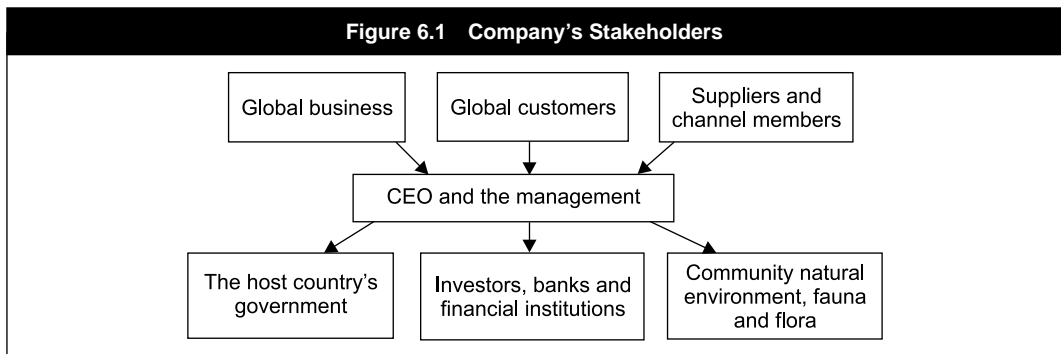 Figure 6.1 Company's Stakeholders
Global business
Global customers
Suppliers and
channel members
CEO and the management
The host country's
government
Investors, banks and
financial institutions
Community natural
environment, fauna
and flora